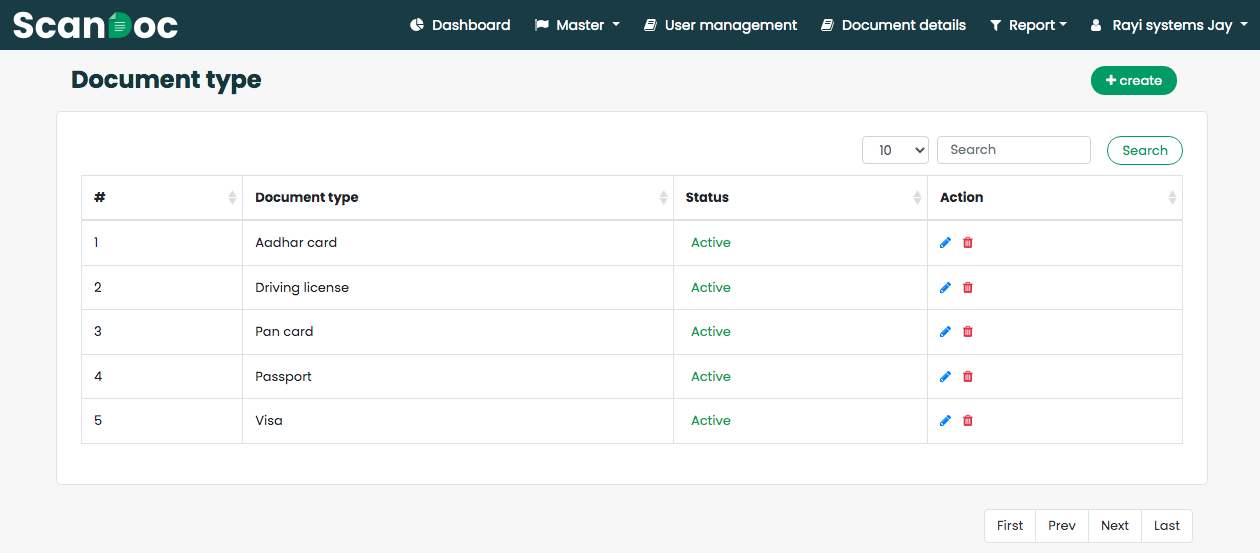 ScanDoc Dashboard Master User management Document details Report Rayi systems Jay
Document type create
10 Search Search
# Document type Status Action
1 Aadhar card Active
2 Driving license Active
3 Pan card Active
4 Passport Active
5 Visa Active
First Prev Next Last